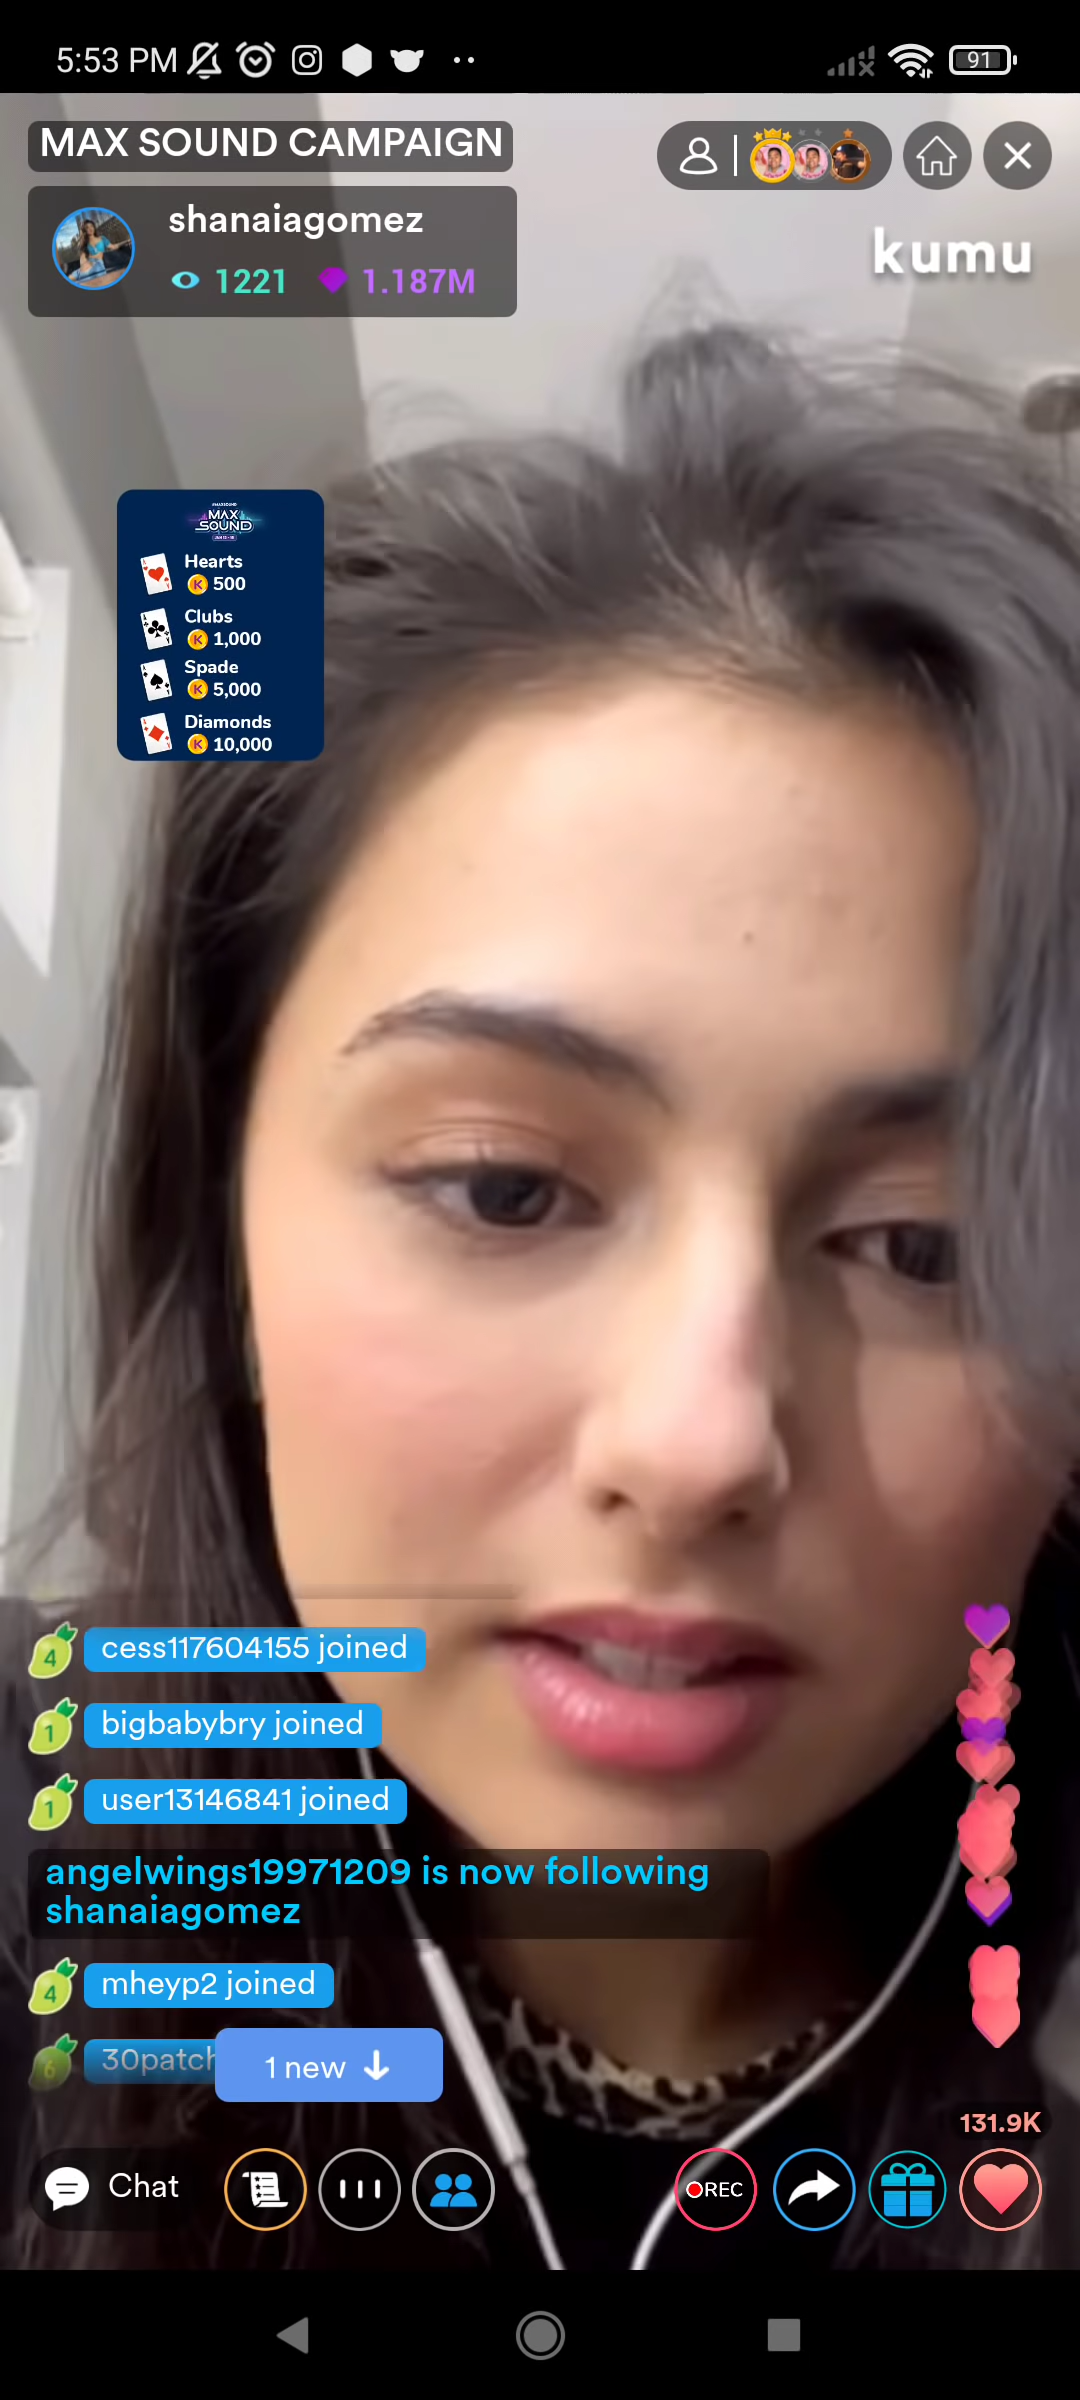 5:53 PM
91
MAX SOUND CAMPAIGN
shanaiagomez
1221 1.187M
kumu
MAX
SOUND
Hearts
K 500
Clubs
K 1,000
Spade
K 5,000
Diamonds
K 10,000
4 cess117604155 joined
1 bigbabybry joined
1 user13146841 joined
angelwings19971209 is now following
shanaiagomez
4 mheyp2 joined
6 30patch
1 new
131.9K
Chat
REC